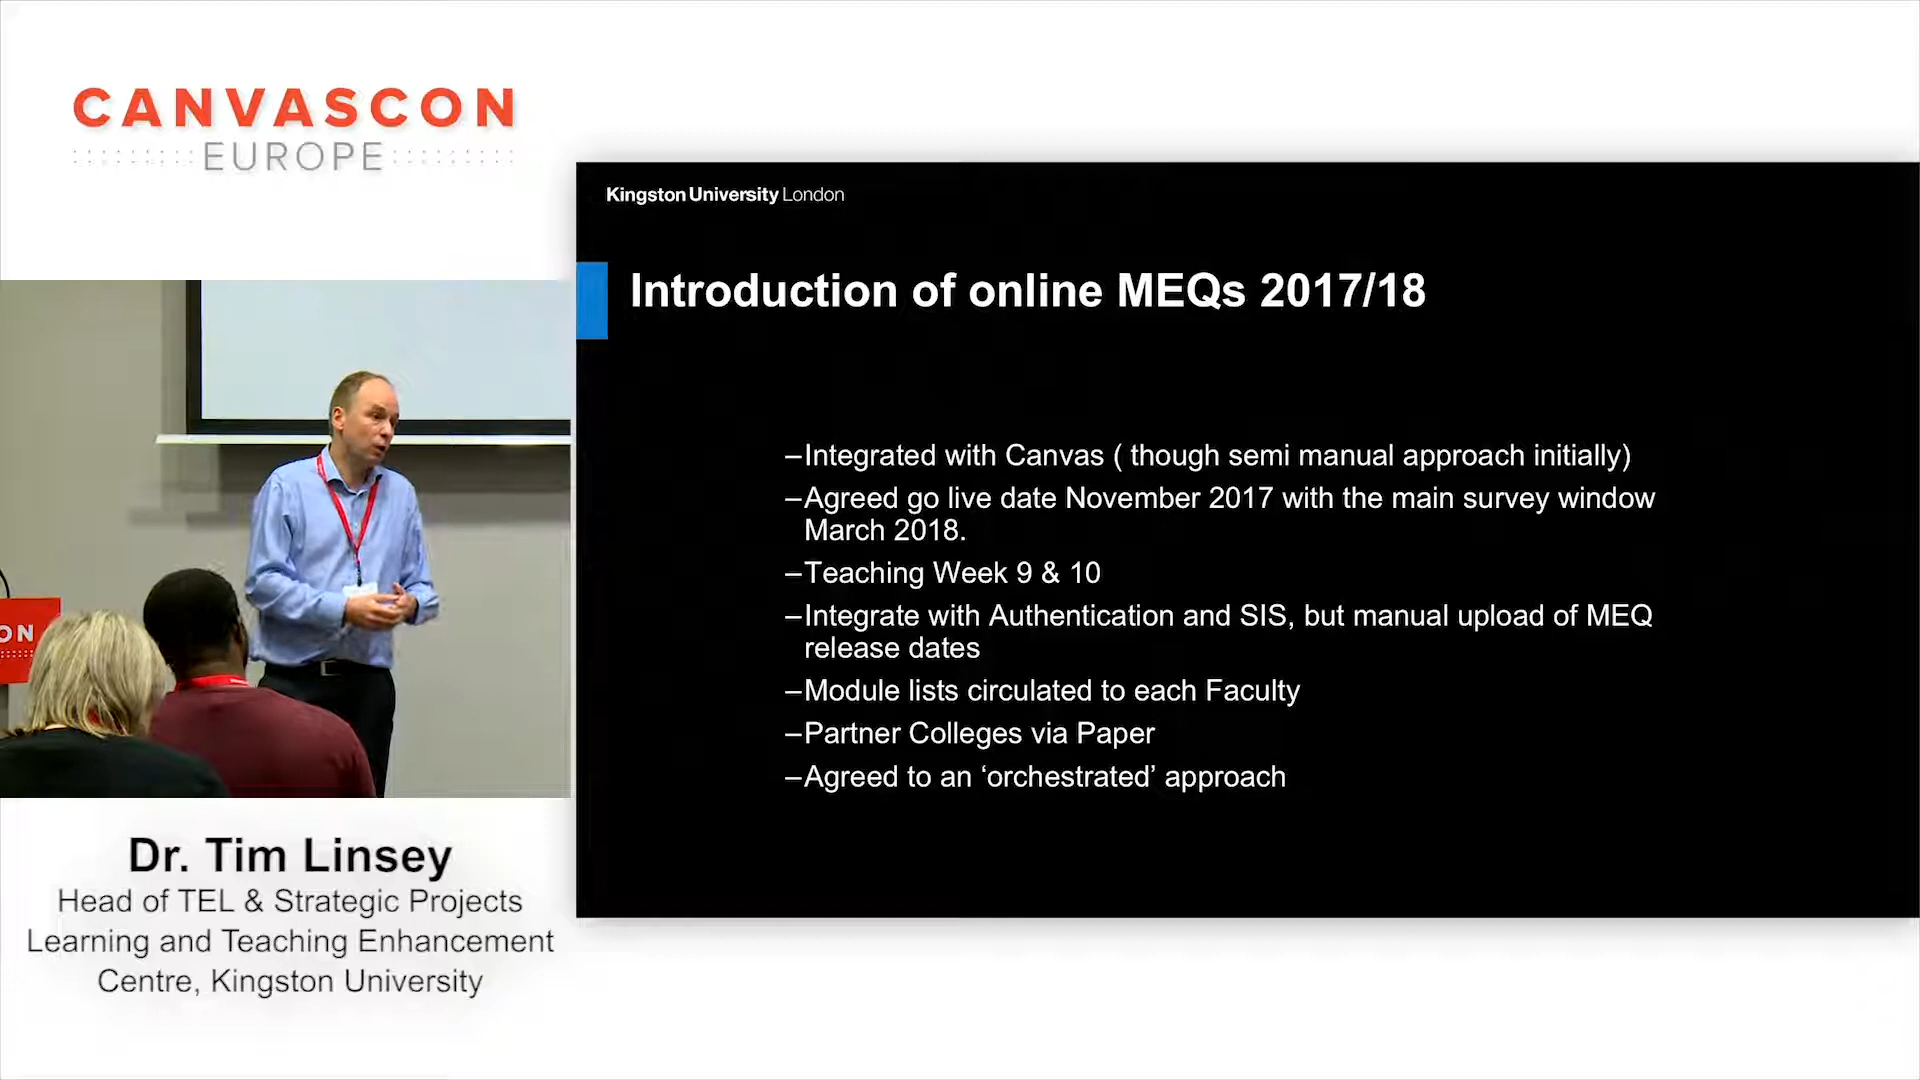 CANVASCON
EUROPE
Kingston University London
Introduction of online MEQs 2017/18
–Integrated with Canvas ( though semi manual approach initially)
–Agreed go live date November 2017 with the main survey window
March 2018.
–Teaching Week 9 & 10
–Integrate with Authentication and SIS, but manual upload of MEQ
release dates
–Module lists circulated to each Faculty
–Partner Colleges via Paper
–Agreed to an ‘orchestrated’ approach
ON
Dr. Tim Linsey
Head of TEL & Strategic Projects
Learning and Teaching Enhancement
Centre, Kingston University